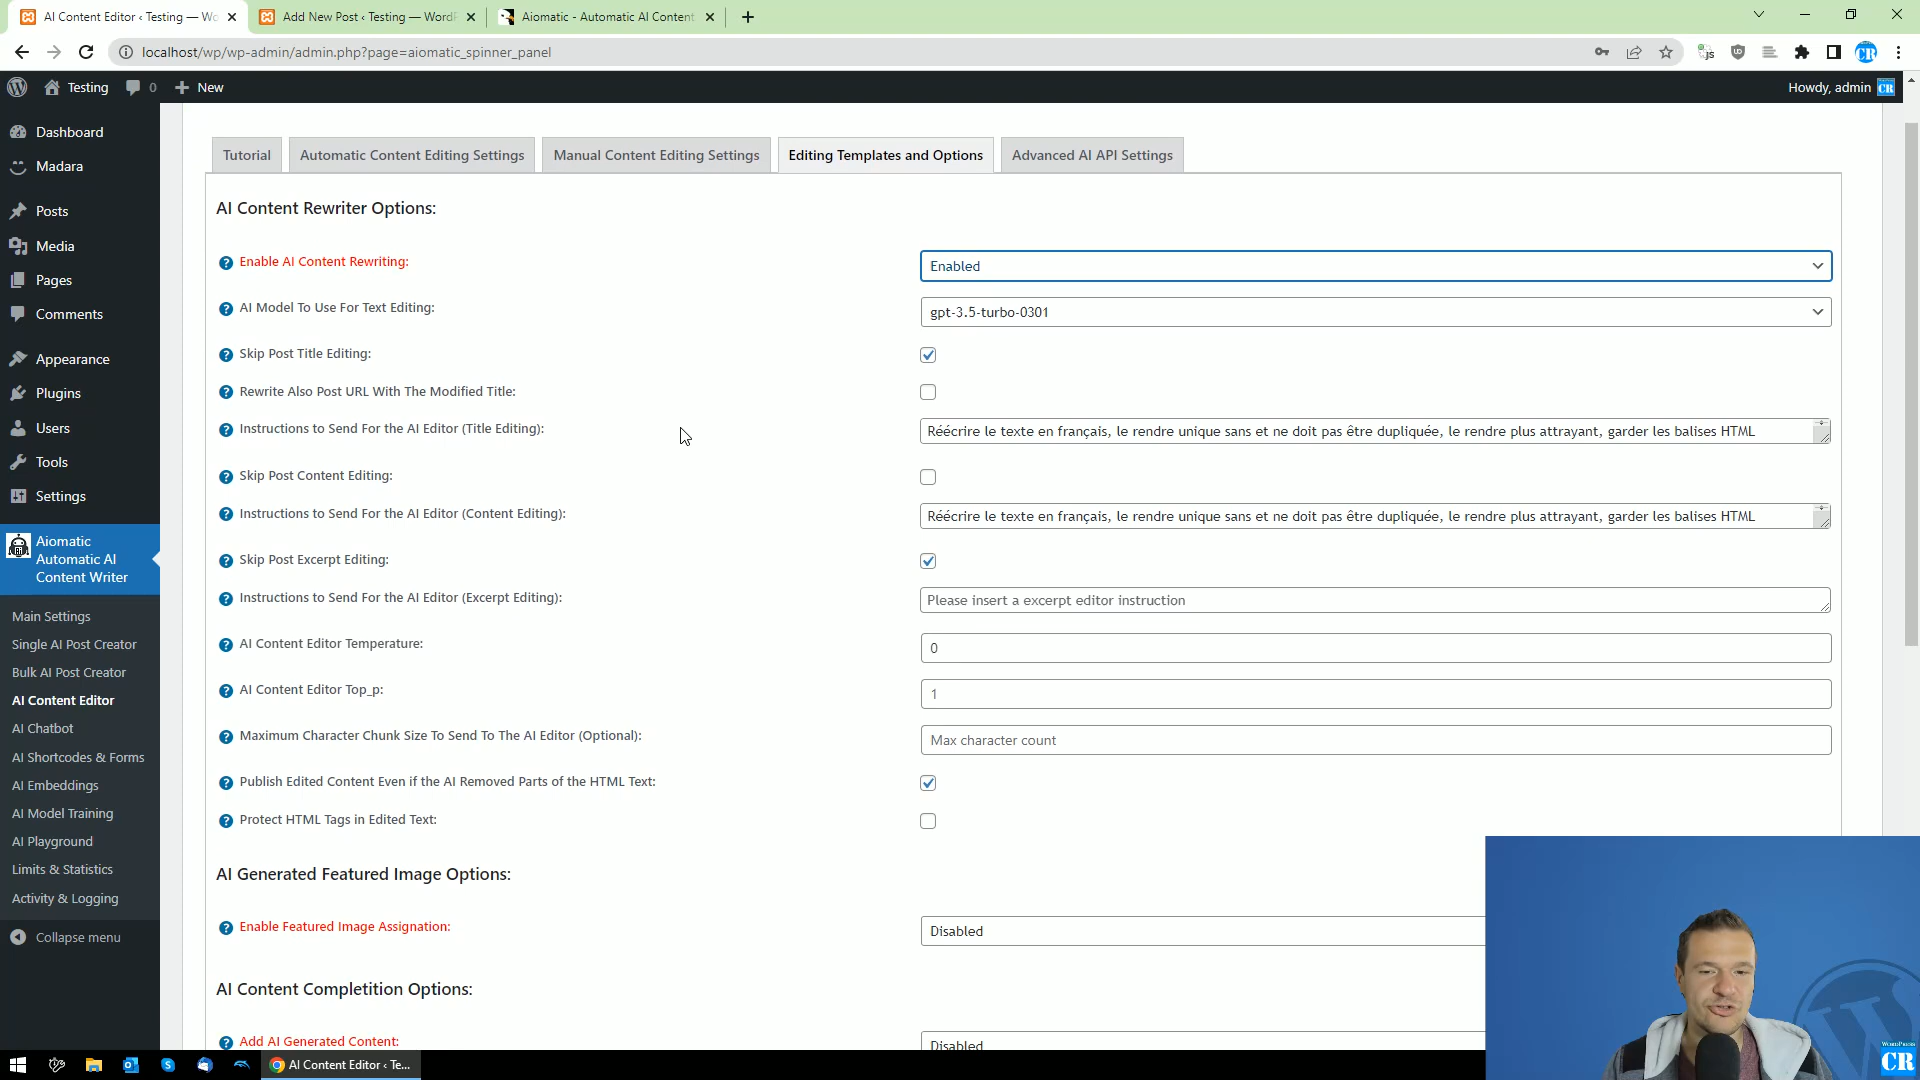 AI Content Editor ‹ Testing — Wo
Add New Post ‹ Testing — WordP
Aiomatic - Automatic AI Content
localhost/wp/wp-admin/admin.php?page=aiomatic_spinner_panel
Testing
0
New
Howdy, admin
CR
Dashboard
Madara
Posts
Media
Pages
Comments
Appearance
Plugins
Users
Tools
Settings
Aiomatic
Automatic AI
Content Writer
Main Settings
Single AI Post Creator
Bulk AI Post Creator
AI Content Editor
AI Chatbot
AI Shortcodes & Forms
AI Embeddings
AI Model Training
AI Playground
Limits & Statistics
Activity & Logging
Collapse menu
Tutorial
Automatic Content Editing Settings
Manual Content Editing Settings
Editing Templates and Options
Advanced AI API Settings
AI Content Rewriter Options:
Enable AI Content Rewriting:
Enabled
AI Model To Use For Text Editing:
gpt-3.5-turbo-0301
Skip Post Title Editing:
Rewrite Also Post URL With The Modified Title:
Instructions to Send For the AI Editor (Title Editing):
Réécrire le texte en français, le rendre unique sans et ne doit pas être dupliquée, le rendre plus attrayant, garder les balises HTML
Skip Post Content Editing:
Instructions to Send For the AI Editor (Content Editing):
Réécrire le texte en français, le rendre unique sans et ne doit pas être dupliquée, le rendre plus attrayant, garder les balises HTML
Skip Post Excerpt Editing:
Instructions to Send For the AI Editor (Excerpt Editing):
Please insert a excerpt editor instruction
AI Content Editor Temperature:
0
AI Content Editor Top_p:
1
Maximum Character Chunk Size To Send To The AI Editor (Optional):
Max character count
Publish Edited Content Even if the AI Removed Parts of the HTML Text:
Protect HTML Tags in Edited Text:
AI Generated Featured Image Options:
Enable Featured Image Assignation:
Disabled
AI Content Completition Options:
Add AI Generated Content:
Disabled
AI Content Editor ‹ Te...
WORDPRESS
CR